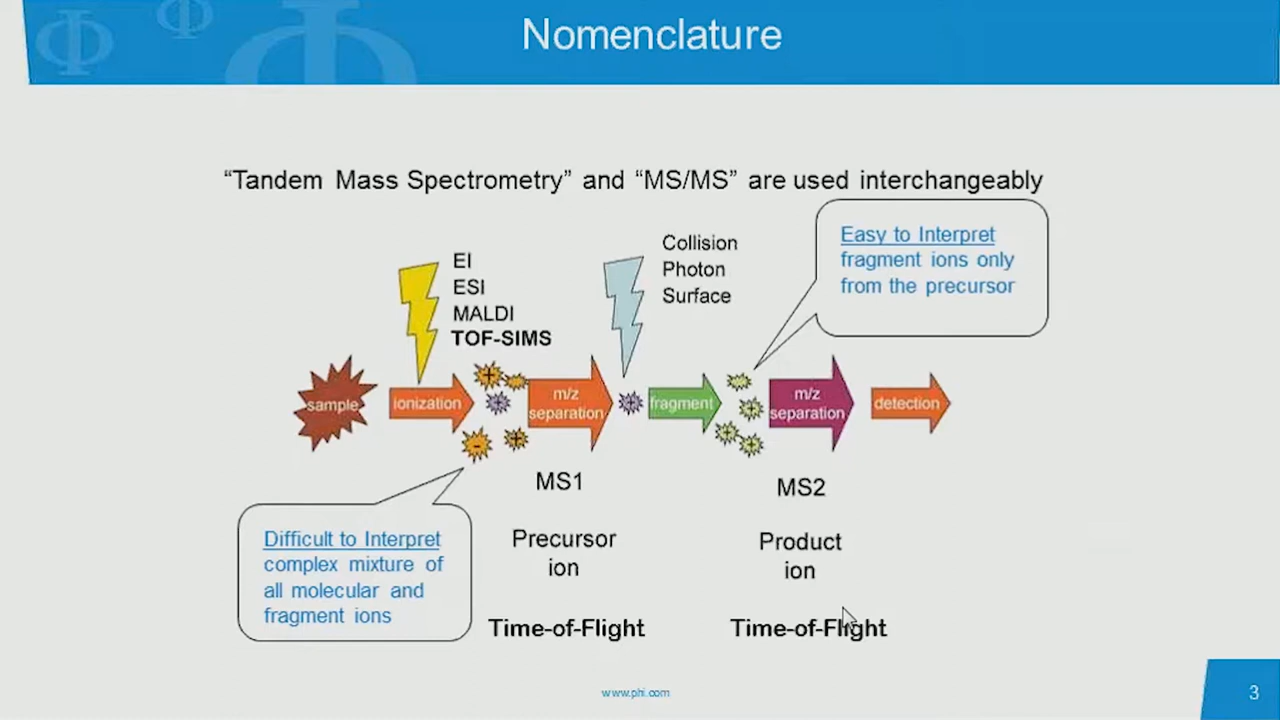 Nomenclature
“Tandem Mass Spectrometry” and “MS/MS” are used interchangeably
EI
ESI
MALDI
TOF-SIMS
Collision
Photon
Surface
Easy to Interpret
fragment ions only
from the precursor
sample
ionization
+
+
-
+
m/z
separation
+
fragment
+
+
+
+
m/z
separation
detection
MS1
MS2
Difficult to Interpret
complex mixture of
all molecular and
fragment ions
Precursor
ion
Product
ion
Time-of-Flight
Time-of-Flight
www.phi.com
3